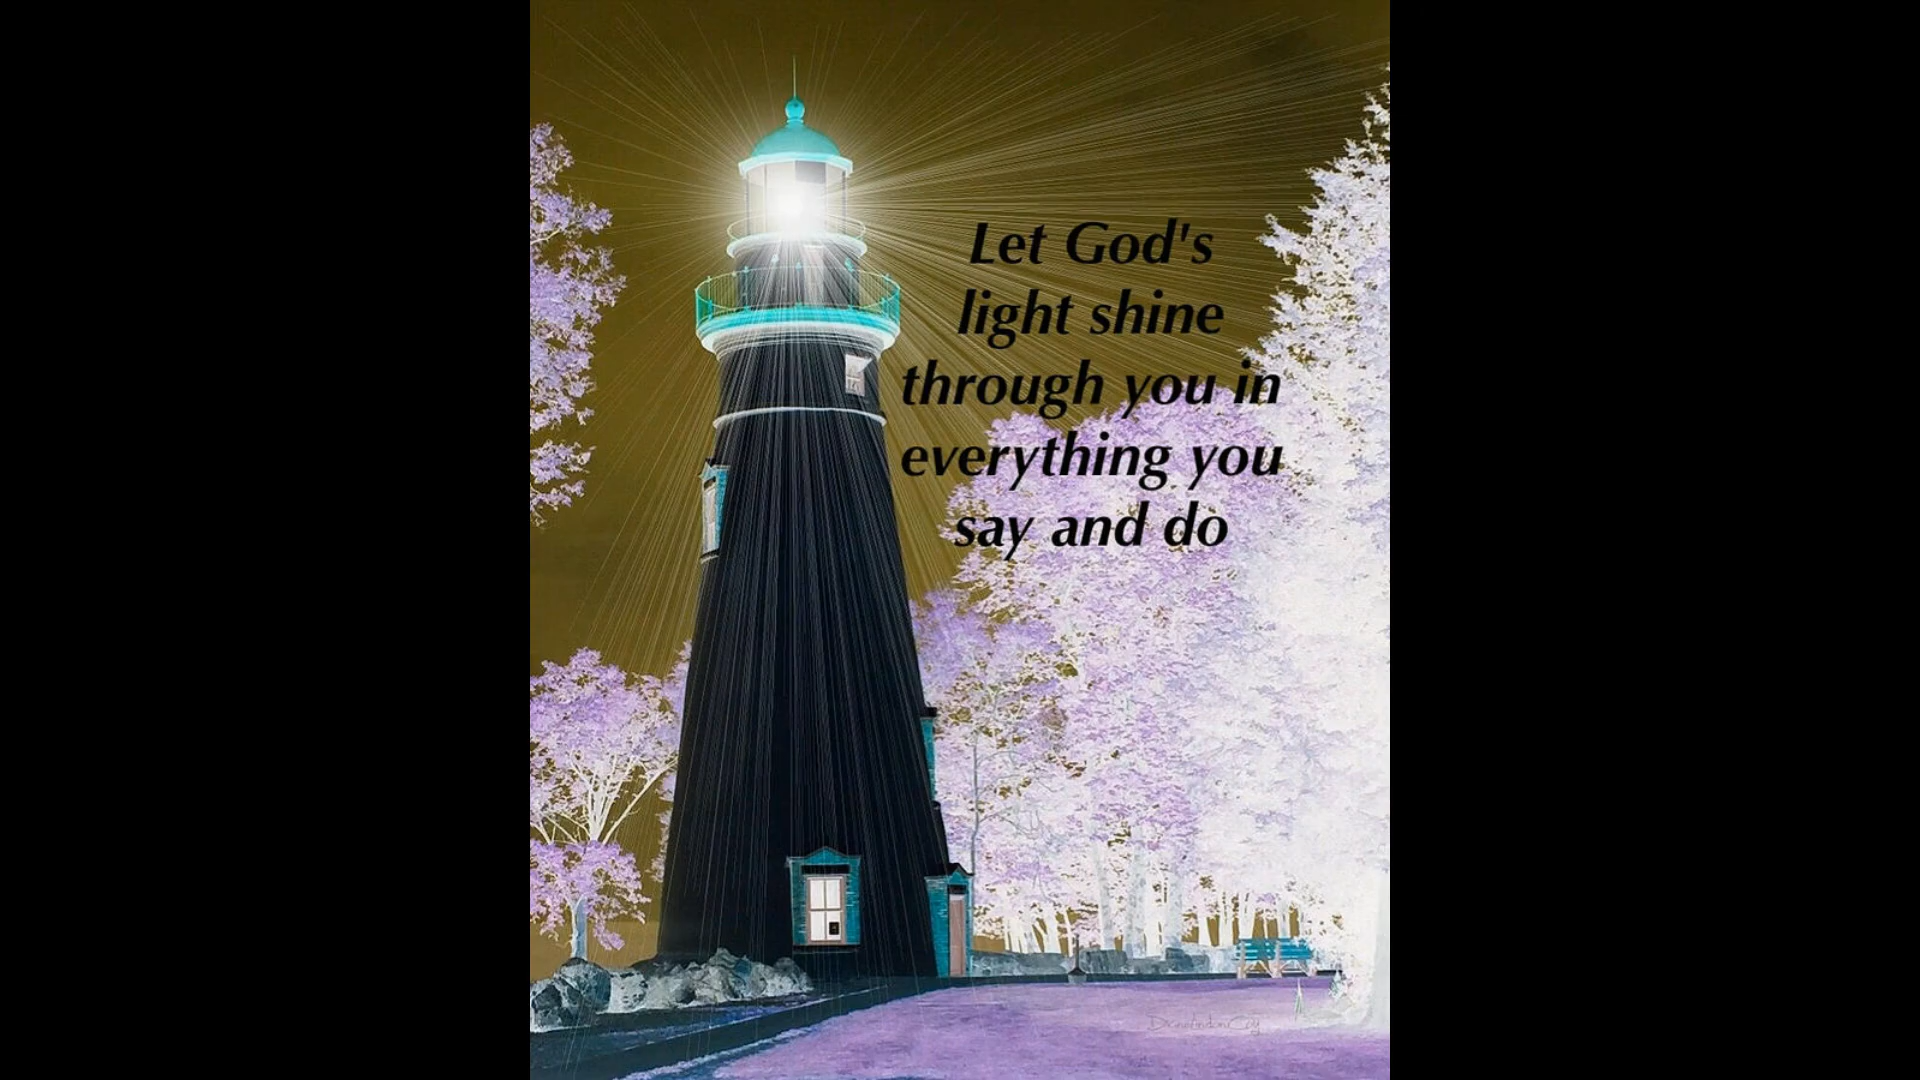 Let God's
light shine
through you in
everything you
say and do